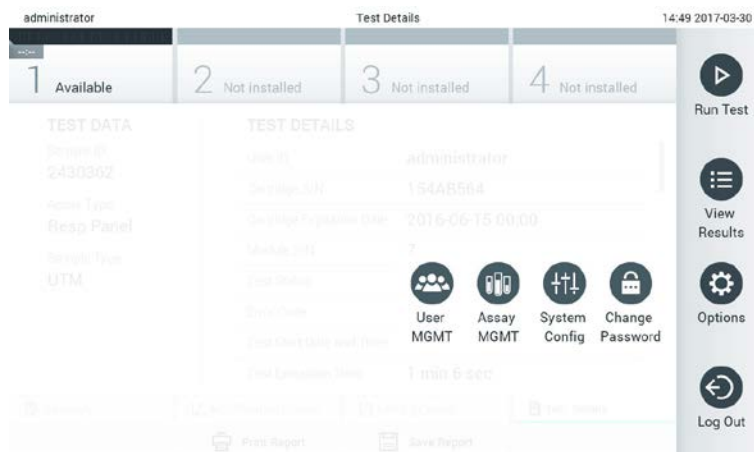 administrator
Test Details
14:49 2017-03-30
--:--
1 Available
2 Not installed
3 Not installed
4 Not installed
Run Test
View
Results
Options
Log Out
TEST DATA
TEST DETAILS
Sample ID
2430362
Assay Type
Resp Panel
Sample Type
UTM
User ID
administrator
Cartridge S/N
154AB564
Cartridge Expiration Date
2016-06-15 00:00
Module S/N
7
Test Status
User
MGMT
Assay
MGMT
System
Config
Change
Password
1 min 6 sec
Print Report
Save Report